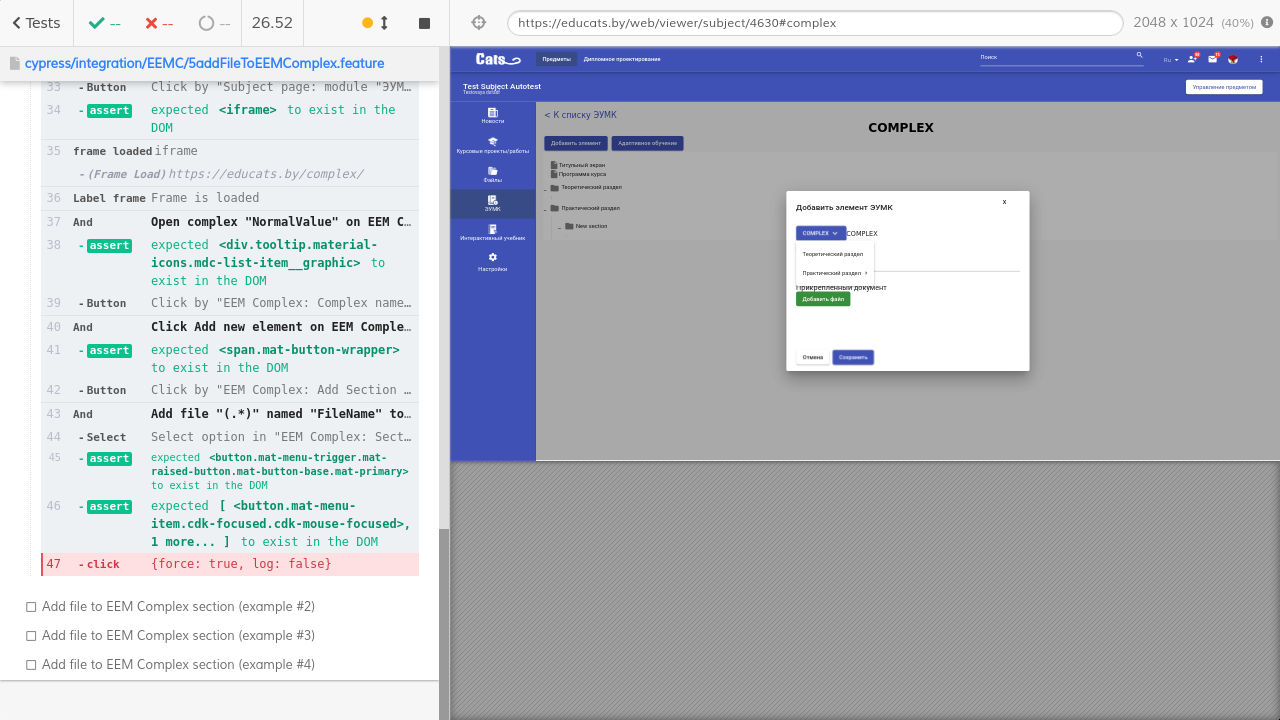 Tests
--
--
--
26.52
https://educats.by/web/viewer/subject/4630#complex
2048 x 1024 (40%)
cypress/integration/EEMC/5addFileToEEMComplex.feature
- Button Click by "Subject page: module "ЭУМ…
34 - assert expected <iframe> to exist in the
DOM
35 frame loaded iframe
- (Frame Load) https://educats.by/complex/
36 Label frame Frame is loaded
And Open complex "NormalValue" on EEM C…
38 - assert expected <div.tooltip.material-
icons.mdc-list-item__graphic> to
exist in the DOM
39 - Button Click by "EEM Complex: Complex name…
40 And Click Add new element on EEM Comple…
41 - assert expected <span.mat-button-wrapper>
to exist in the DOM
42 - Button Click by "EEM Complex: Add Section …
43 And Add file "(.*)" named "FileName" to…
44 - Select Select option in "EEM Complex: Sect…
45 - assert expected <button.mat-menu-trigger.mat-
raised-button.mat-button-base.mat-primary>
to exist in the DOM
46 - assert expected [ <button.mat-menu-
item.cdk-focused.cdk-mouse-focused>,
1 more... ] to exist in the DOM
47 - click {force: true, log: false}
Add file to EEM Complex section (example #2)
Add file to EEM Complex section (example #3)
Add file to EEM Complex section (example #4)
Cats
Предметы
Дипломное проектирование
Поиск
Ru
Test Subject Autotest
Управление предметом
Новости
Курсовые проекты/работы
Файлы
ЭУМК
Интерактивный учебник
Настройки
< К списку ЭУМК
COMPLEX
Добавить элемент
Адаптивное обучение
Титульный экран
Программа курса
Теоретический раздел
Практический раздел
New section
x
Добавить элемент ЭУМК
COMPLEX
COMPLEX
Теоретический раздел
Практический раздел
Прикрепленный документ
Добавить файл
Отмена
Сохранить